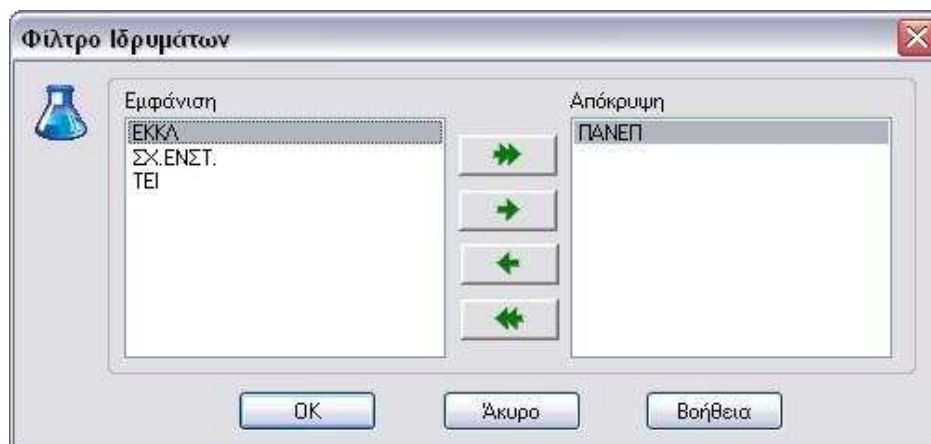 Φίλτρο Ιδρυμάτων
Εμφάνιση
ΕΚΚΛ
ΣΧ.ΕΝΣΤ.
ΤΕΙ
Απόκρυψη
ΠΑΝΕΠ
OK
Άκυρο
Βοήθεια